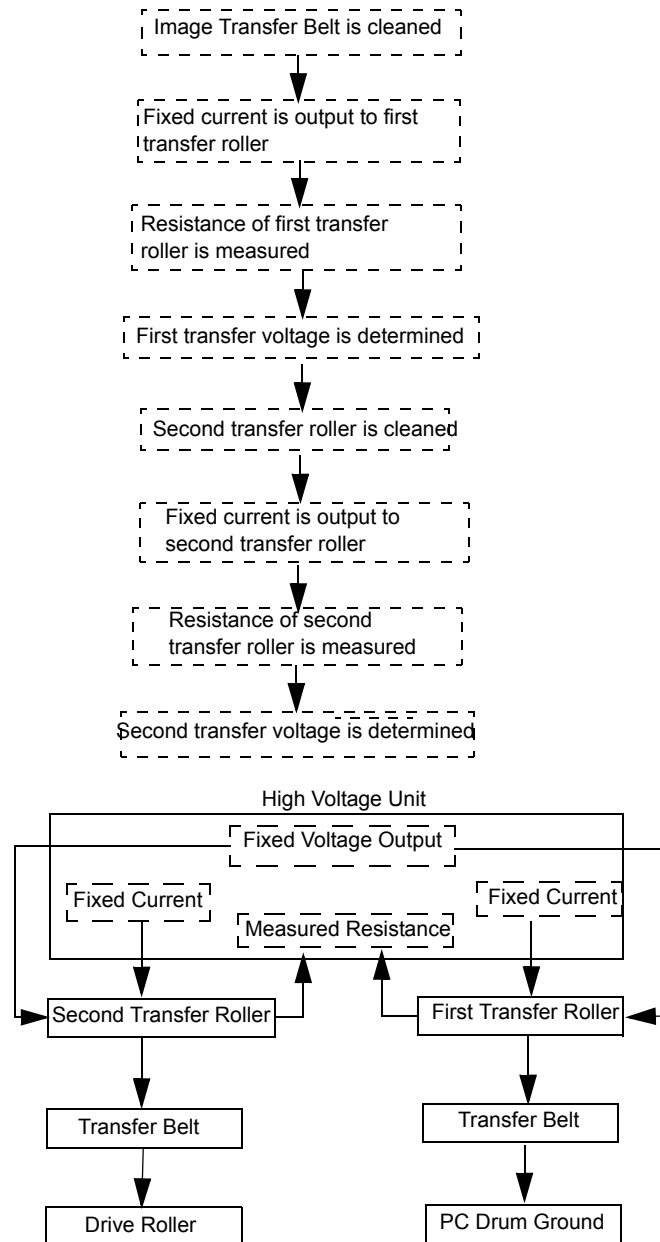 Image Transfer Belt is cleaned
Fixed current is output to first
transfer roller
Resistance of first transfer
roller is measured
First transfer voltage is determined
Second transfer roller is cleaned
Fixed current is output to
second transfer roller
Resistance of second
transfer roller is measured
Second transfer voltage is determined
High Voltage Unit
Fixed Voltage Output
Fixed Current
Fixed Current
Measured Resistance
Second Transfer Roller
First Transfer Roller
Transfer Belt
Transfer Belt
Drive Roller
PC Drum Ground